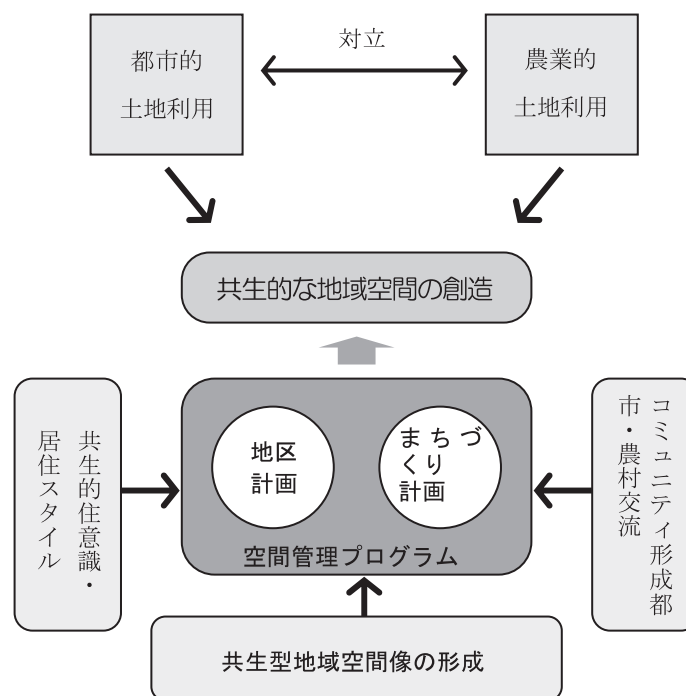 対立
都市的
土地利用
農業的
土地利用
共生的な地域空間の創造
共生的住意識・
居住スタイル
地区
計画
まちづ
くり
計画
空間管理プログラム
コミュニティ形成都
市・農村交流
共生型地域空間像の形成